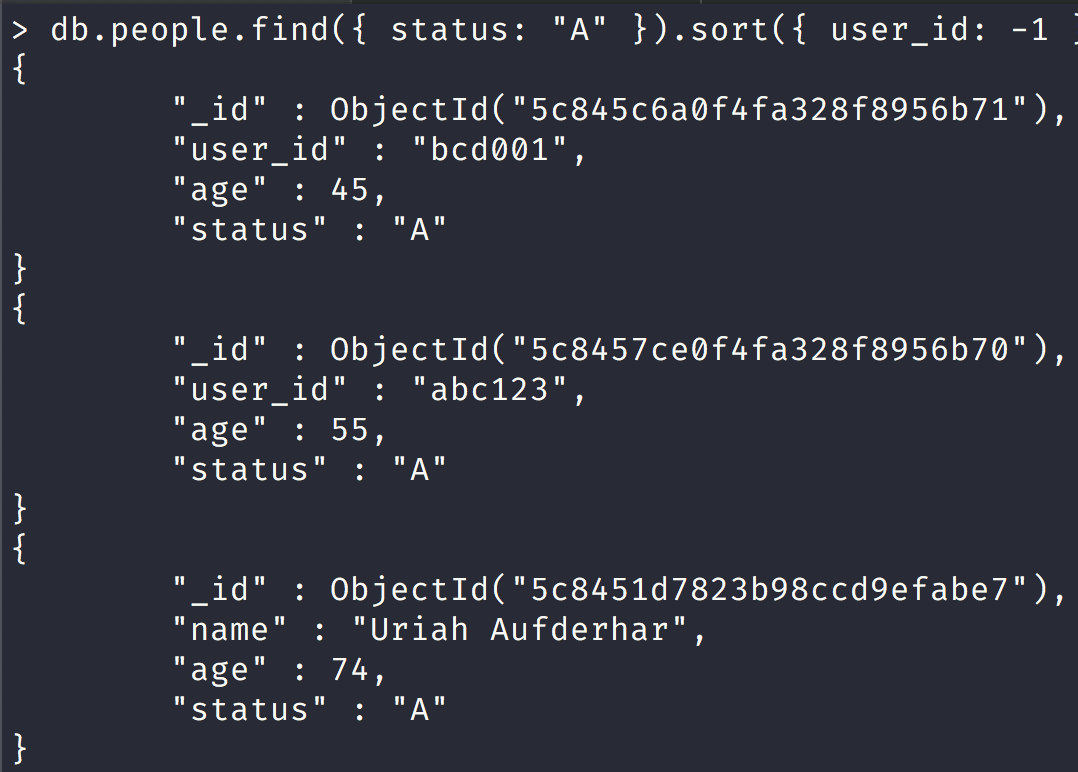 > db.people.find({ status: "A" }).sort({ user_id: -1 }
{
"_id" : ObjectId("5c845c6a0f4fa328f8956b71"),
"user_id" : "bcd001",
"age" : 45,
"status" : "A"
}
{
"_id" : ObjectId("5c8457ce0f4fa328f8956b70"),
"user_id" : "abc123",
"age" : 55,
"status" : "A"
}
{
"_id" : ObjectId("5c8451d7823b98ccd9efabe7"),
"name" : "Uriah Aufderhar",
"age" : 74,
"status" : "A"
}